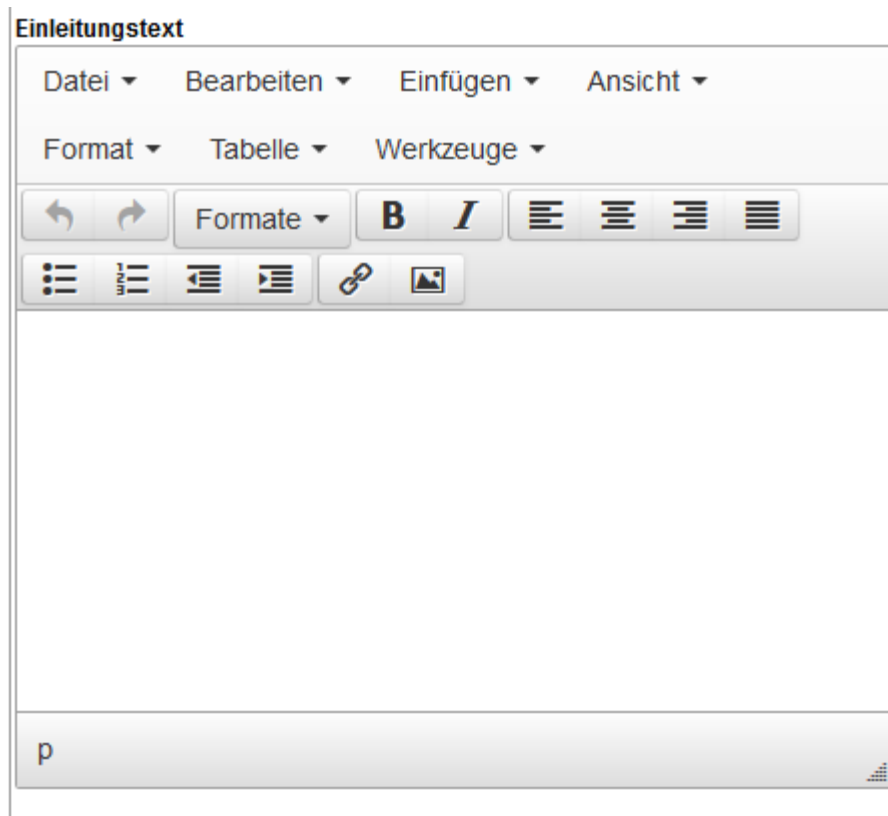 Einleitungstext
Datei Bearbeiten Einfügen Ansicht
Format Tabelle Werkzeuge
Formate B I
p